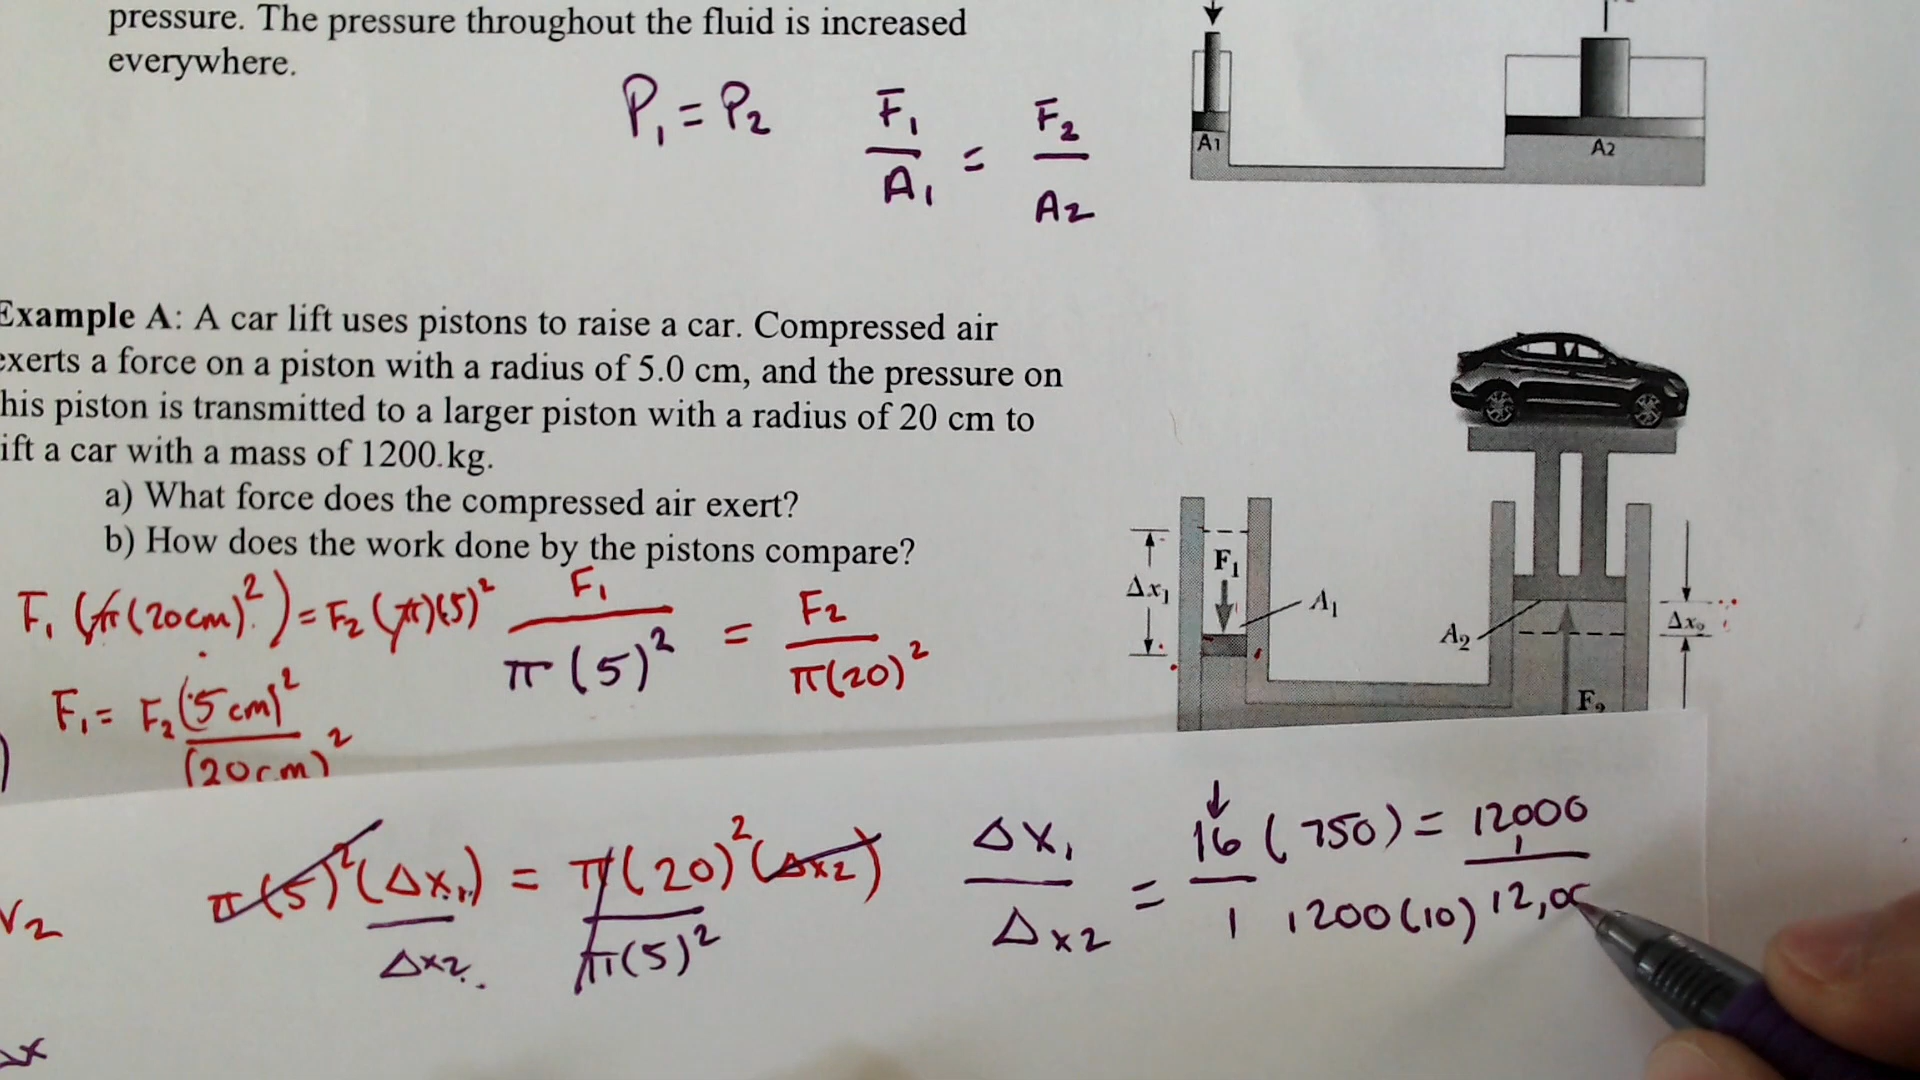 pressure. The pressure throughout the fluid is increased
everywhere.
P₁ = P₂
F₁/A₁ = F₂/A₂
A1
A2
Example A: A car lift uses pistons to raise a car. Compressed air
exerts a force on a piston with a radius of 5.0 cm, and the pressure on
his piston is transmitted to a larger piston with a radius of 20 cm to
ift a car with a mass of 1200.kg.
a) What force does the compressed air exert?
b) How does the work done by the pistons compare?
F₁ (π(20cm)²) = F₂ (π)(5)²
F₁/π(5)² = F₂/π(20)²
F₁ = F₂(5cm)²/(20cm)²
Δx₁
F₁
A₁
A₂
Δx₂
F₂
V2
π(5)²(Δx₁)/Δx2 = π(20)²(Δx2)/π(5)²
Δx₁/Δx2 = 16/1
(750) = 12000/1
1200(10) 12,00
Δx